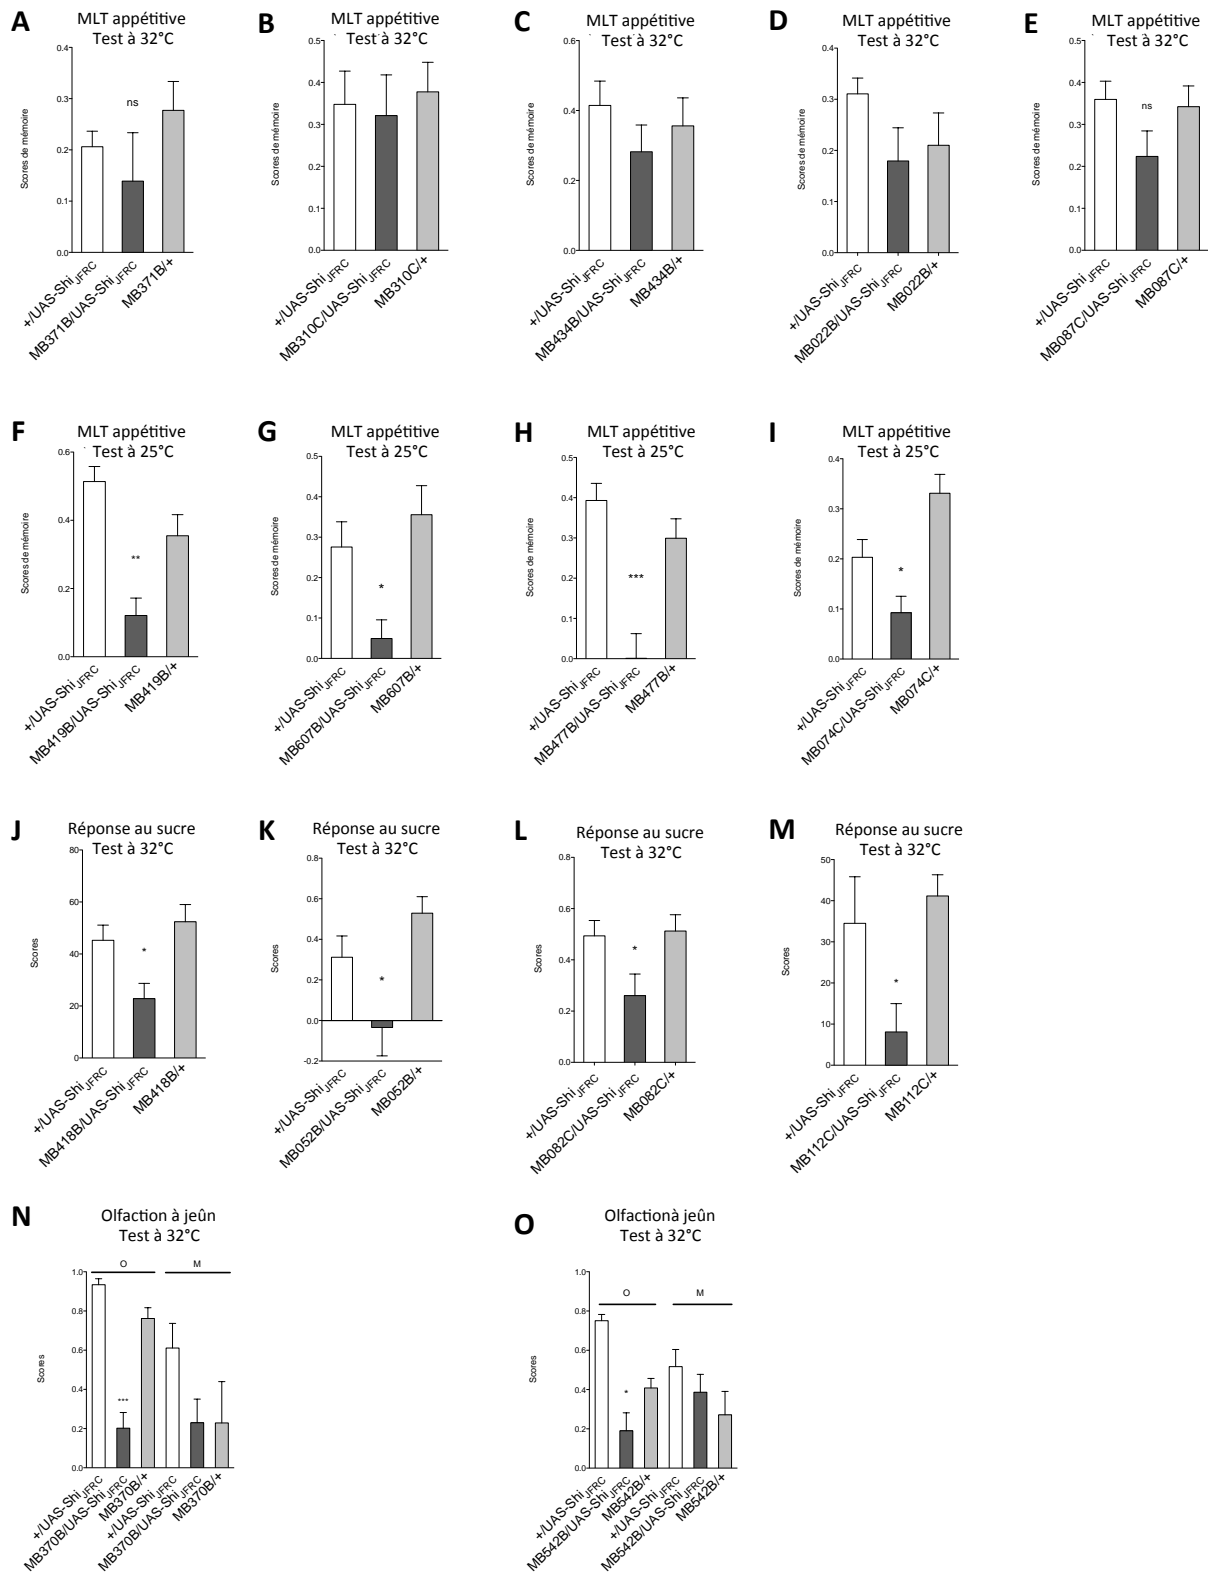 A
MLT appétitive
Test à 32°C
Scores de mémoire
0.4
0.3
0.2
0.1
0.0
ns
+/UAS-Shi JFRC
MB371B/UAS-Shi JFRC
MB371B/+
B
MLT appétitive
Test à 32°C
0.5
0.4
0.3
0.2
0.1
0.0
Scores de mémoire
+/UAS-Shi JFRC
MB310C/UAS-Shi JFRC
MB310C/+
C
MLT appétitive
Test à 32°C
0.6
0.4
0.2
0.0
Scores de mémoire
+/UAS-Shi JFRC
MB434B/UAS-Shi JFRC
MB434B/+
D
MLT appétitive
Test à 32°C
0.4
0.3
0.2
0.1
0.0
Scores de mémoire
+/UAS-Shi JFRC
MB022B/UAS-Shi JFRC
MB022B/+
E
MLT appétitive
Test à 32°C
0.5
0.4
0.3
0.2
0.1
0.0
Scores de mémoire
ns
+/UAS-Shi JFRC
MB087C/UAS-Shi JFRC
MB087C/+
F
MLT appétitive
Test à 25°C
0.6
0.4
0.2
0.0
Scores de mémoire
**
+/UAS-Shi JFRC
MB419B/UAS-Shi JFRC
MB419B/+
G
MLT appétitive
Test à 25°C
0.5
0.4
0.3
0.2
0.1
0.0
Scores de mémoire
*
+/UAS-Shi JFRC
MB607B/UAS-Shi JFRC
MB607B/+
H
MLT appétitive
Test à 25°C
0.5
0.4
0.3
0.2
0.1
0.0
Scores de mémoire
***
+/UAS-Shi JFRC
MB477B/UAS-Shi JFRC
MB477B/+
I
MLT appétitive
Test à 25°C
0.4
0.3
0.2
0.1
0.0
Scores de mémoire
*
+/UAS-Shi JFRC
MB074C/UAS-Shi JFRC
MB074C/+
J
Réponse au sucre
Test à 32°C
80
60
40
20
0
Scores
*
+/UAS-Shi JFRC
MB418B/UAS-Shi JFRC
MB418B/+
K
Réponse au sucre
Test à 32°C
0.8
0.6
0.4
0.2
0.0
-0.2
Scores
*
+/UAS-Shi JFRC
MB052B/UAS-Shi JFRC
MB052B/+
L
Réponse au sucre
Test à 32°C
0.8
0.6
0.4
0.2
0.0
Scores
*
+/UAS-Shi JFRC
MB082C/UAS-Shi JFRC
MB082C/+
M
Réponse au sucre
Test à 32°C
50
40
30
20
10
0
Scores
*
+/UAS-Shi JFRC
MB112C/UAS-Shi JFRC
MB112C/+
N
Olfaction à jeûn
Test à 32°C
O
M
1.0
0.8
0.6
0.4
0.2
0.0
Scores
***
+/UAS-Shi JFRC
MB370B/UAS-Shi JFRC
MB370B/+
+/UAS-Shi JFRC
MB370B/UAS-Shi JFRC
MB370B/+
O
Olfactionà jeûn
Test à 32°C
O
M
1.0
0.8
0.6
0.4
0.2
0.0
Scores
*
+/UAS-Shi JFRC
MB542B/UAS-Shi JFRC
MB542B/+
+/UAS-Shi JFRC
MB542B/UAS-Shi JFRC
MB542B/+